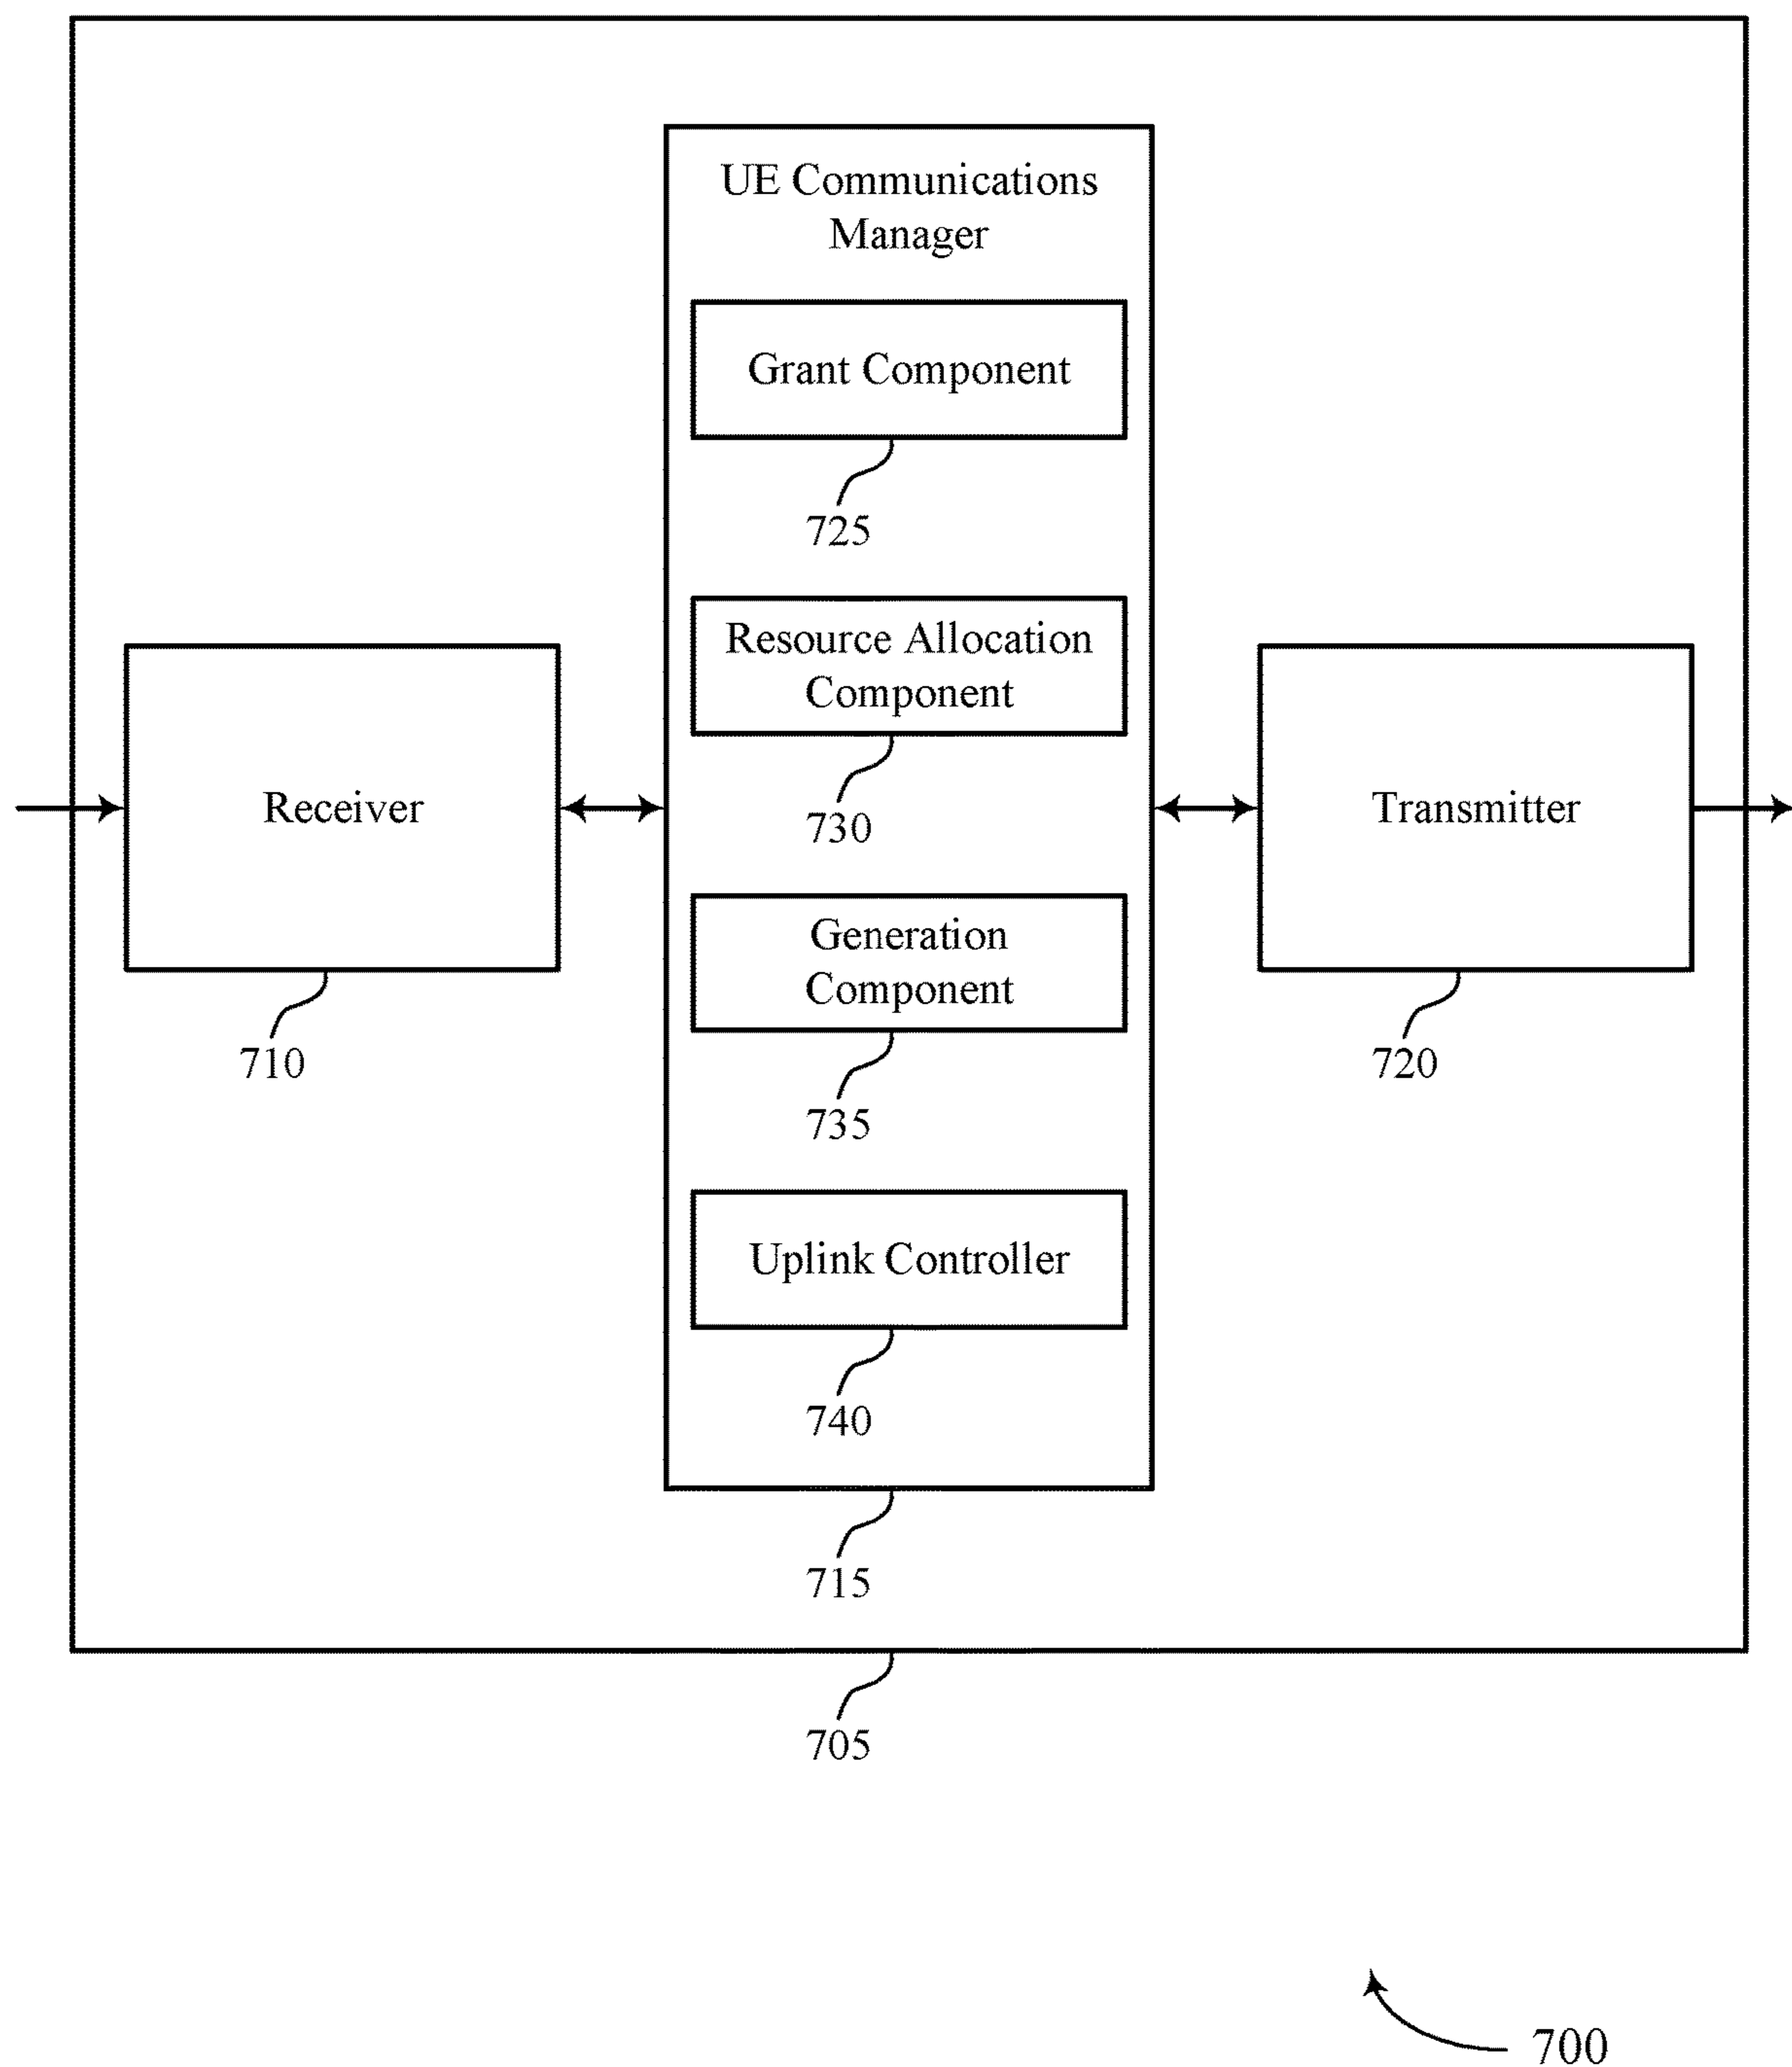 UE Communications
Manager
Grant Component
725
Resource Allocation
Component
730
Receiver
710
Transmitter
720
Generation
Component
735
Uplink Controller
740
715
705
700